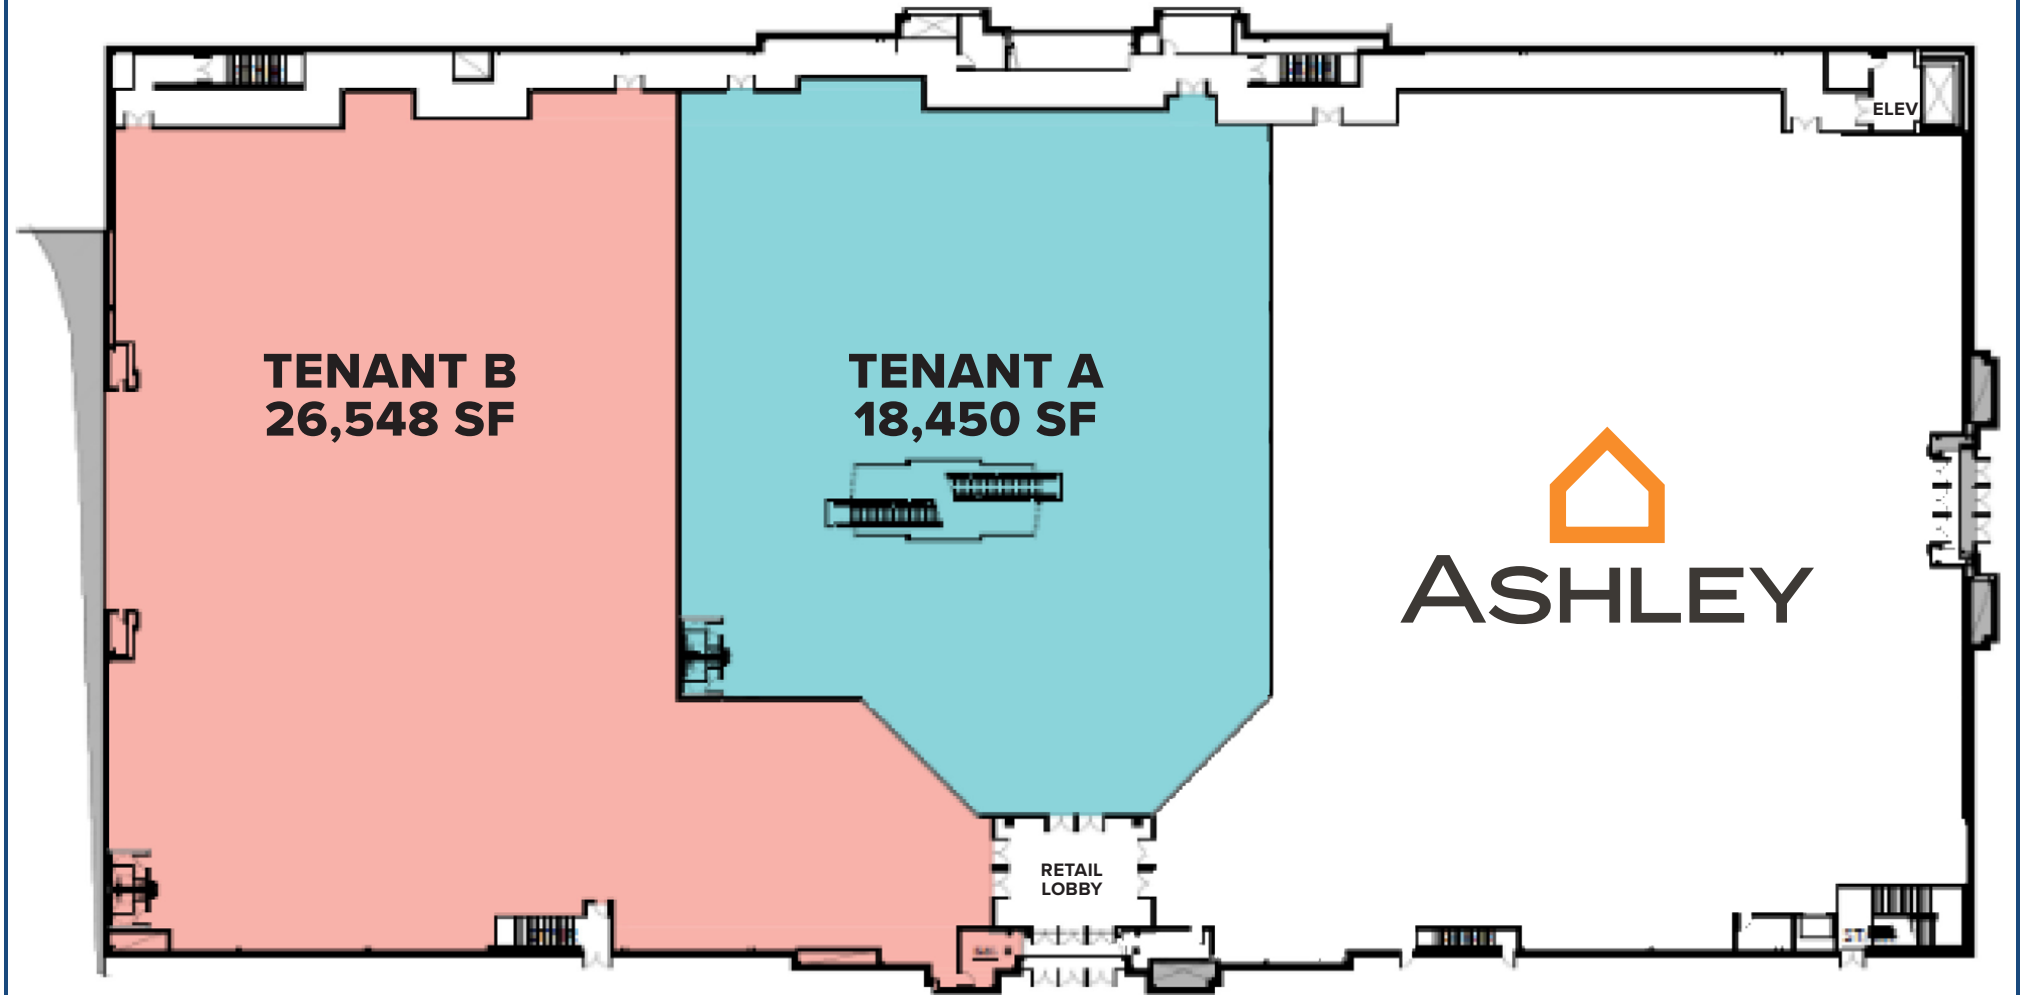 ELEV
TENANT B
26,548 SF
TENANT A
18,450 SF
ASHLEY
RETAIL
LOBBY